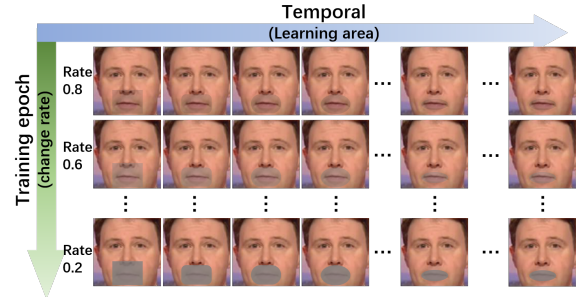 Temporal
(Learning area)
Training epoch
(change rate)
Rate
0.8
... ...
Rate
0.6
... ...
Rate
0.2
... ...